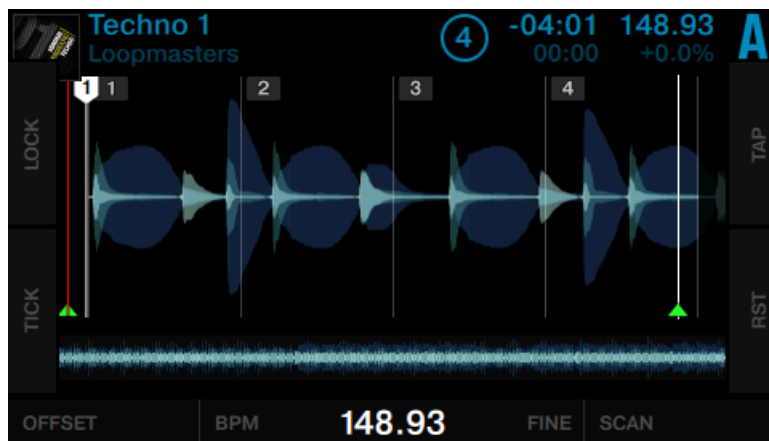 Techno 1
Loopmasters
4
-04:01
00:00
148.93
+0.0%
A
LOCK
TICK
1
1
2
3
4
TAP
RST
OFFSET
BPM
148.93
FINE
SCAN